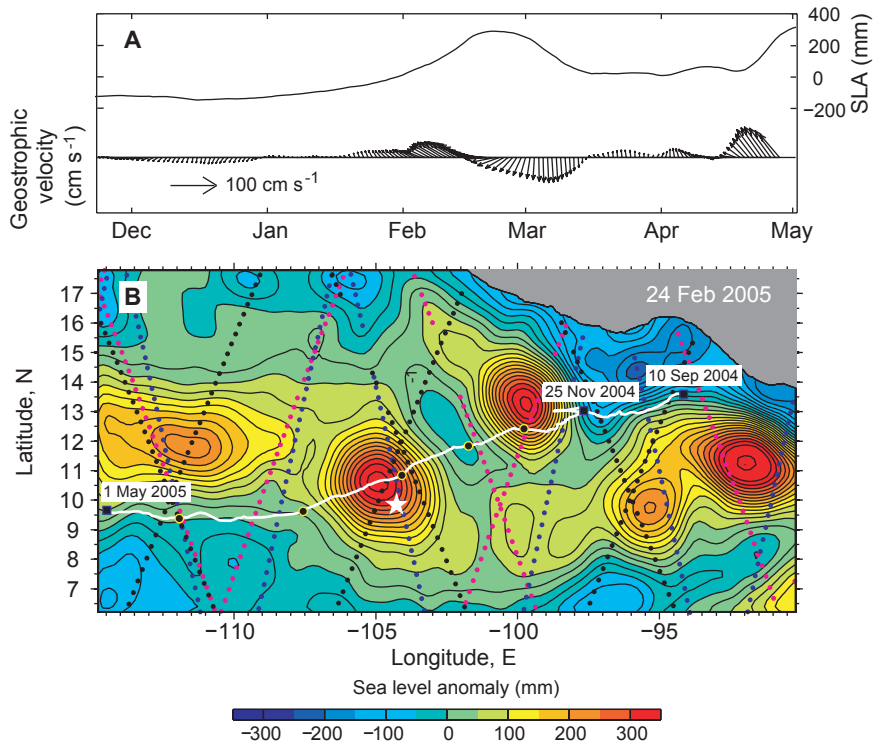 A
400
200
0
−200
SLA (mm)
Geostrophic
velocity
(cm s⁻¹)
100 cm s⁻¹
Dec Jan Feb Mar Apr May
B
24 Feb 2005
17
16
15
14
13
12
11
10
9
8
7
Latitude, N
10 Sep 2004
25 Nov 2004
1 May 2005
−110 −105 −100 −95
Longitude, E
Sea level anomaly (mm)
−300 −200 −100 0 100 200 300